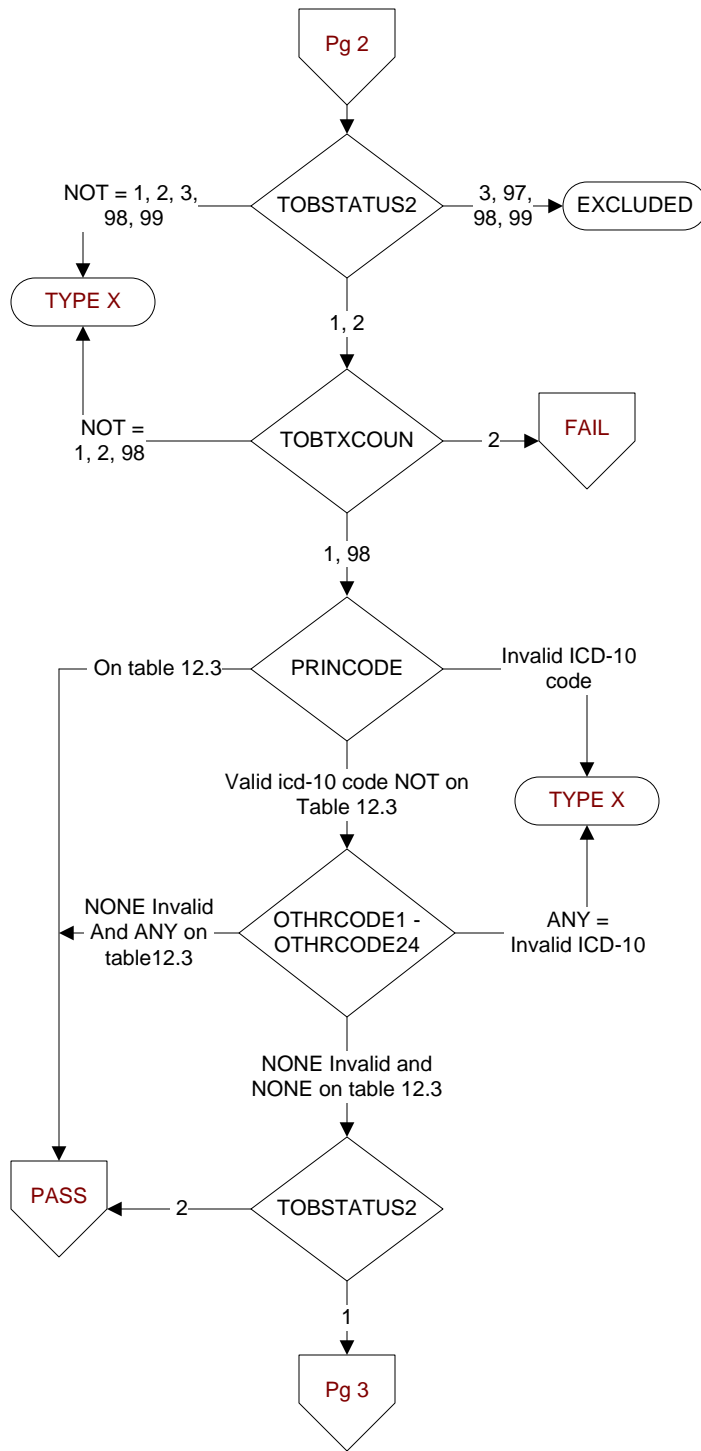 Pg 2
NOT = 1, 2, 3,
98, 99
TOBSTATUS2
3, 97,
98, 99
EXCLUDED
TYPE X
1, 2
NOT =
1, 2, 98
TOBTXCOUN
2
FAIL
1, 98
On table 12.3
PRINCODE
Invalid ICD-10
code
Valid icd-10 code NOT on
Table 12.3
TYPE X
NONE Invalid
And ANY on
table12.3
OTHRCODE1 -
OTHRCODE24
ANY =
Invalid ICD-10
NONE Invalid and
NONE on table 12.3
PASS
2
TOBSTATUS2
1
Pg 3